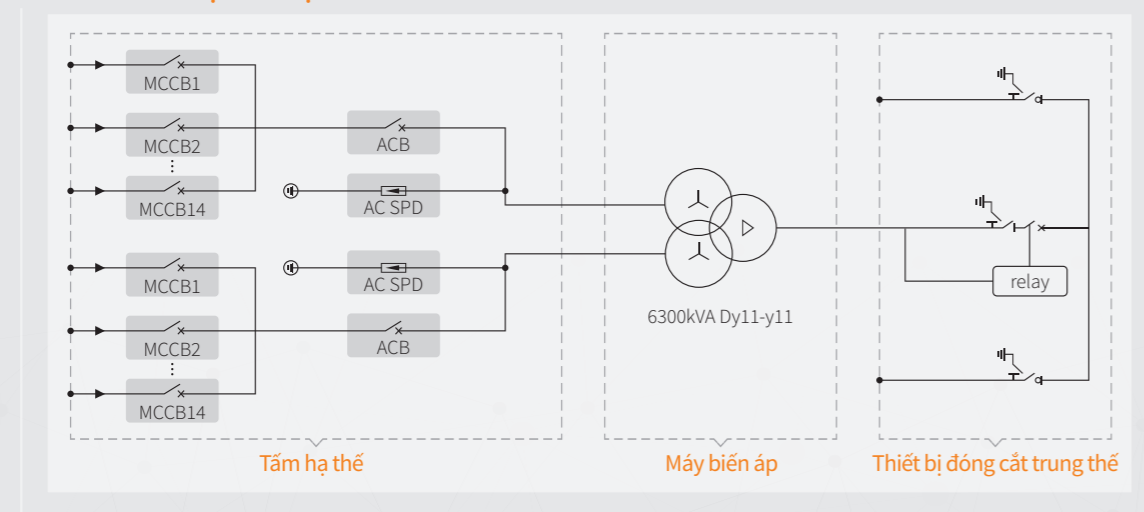 MCCB1
MCCB2
MCCB14
ACB
AC SPD
MCCB1
MCCB2
MCCB14
AC SPD
ACB
6300kVA Dy11-y11
relay
Tấm hạ thế
Máy biến áp
Thiết bị đóng cắt trung thế